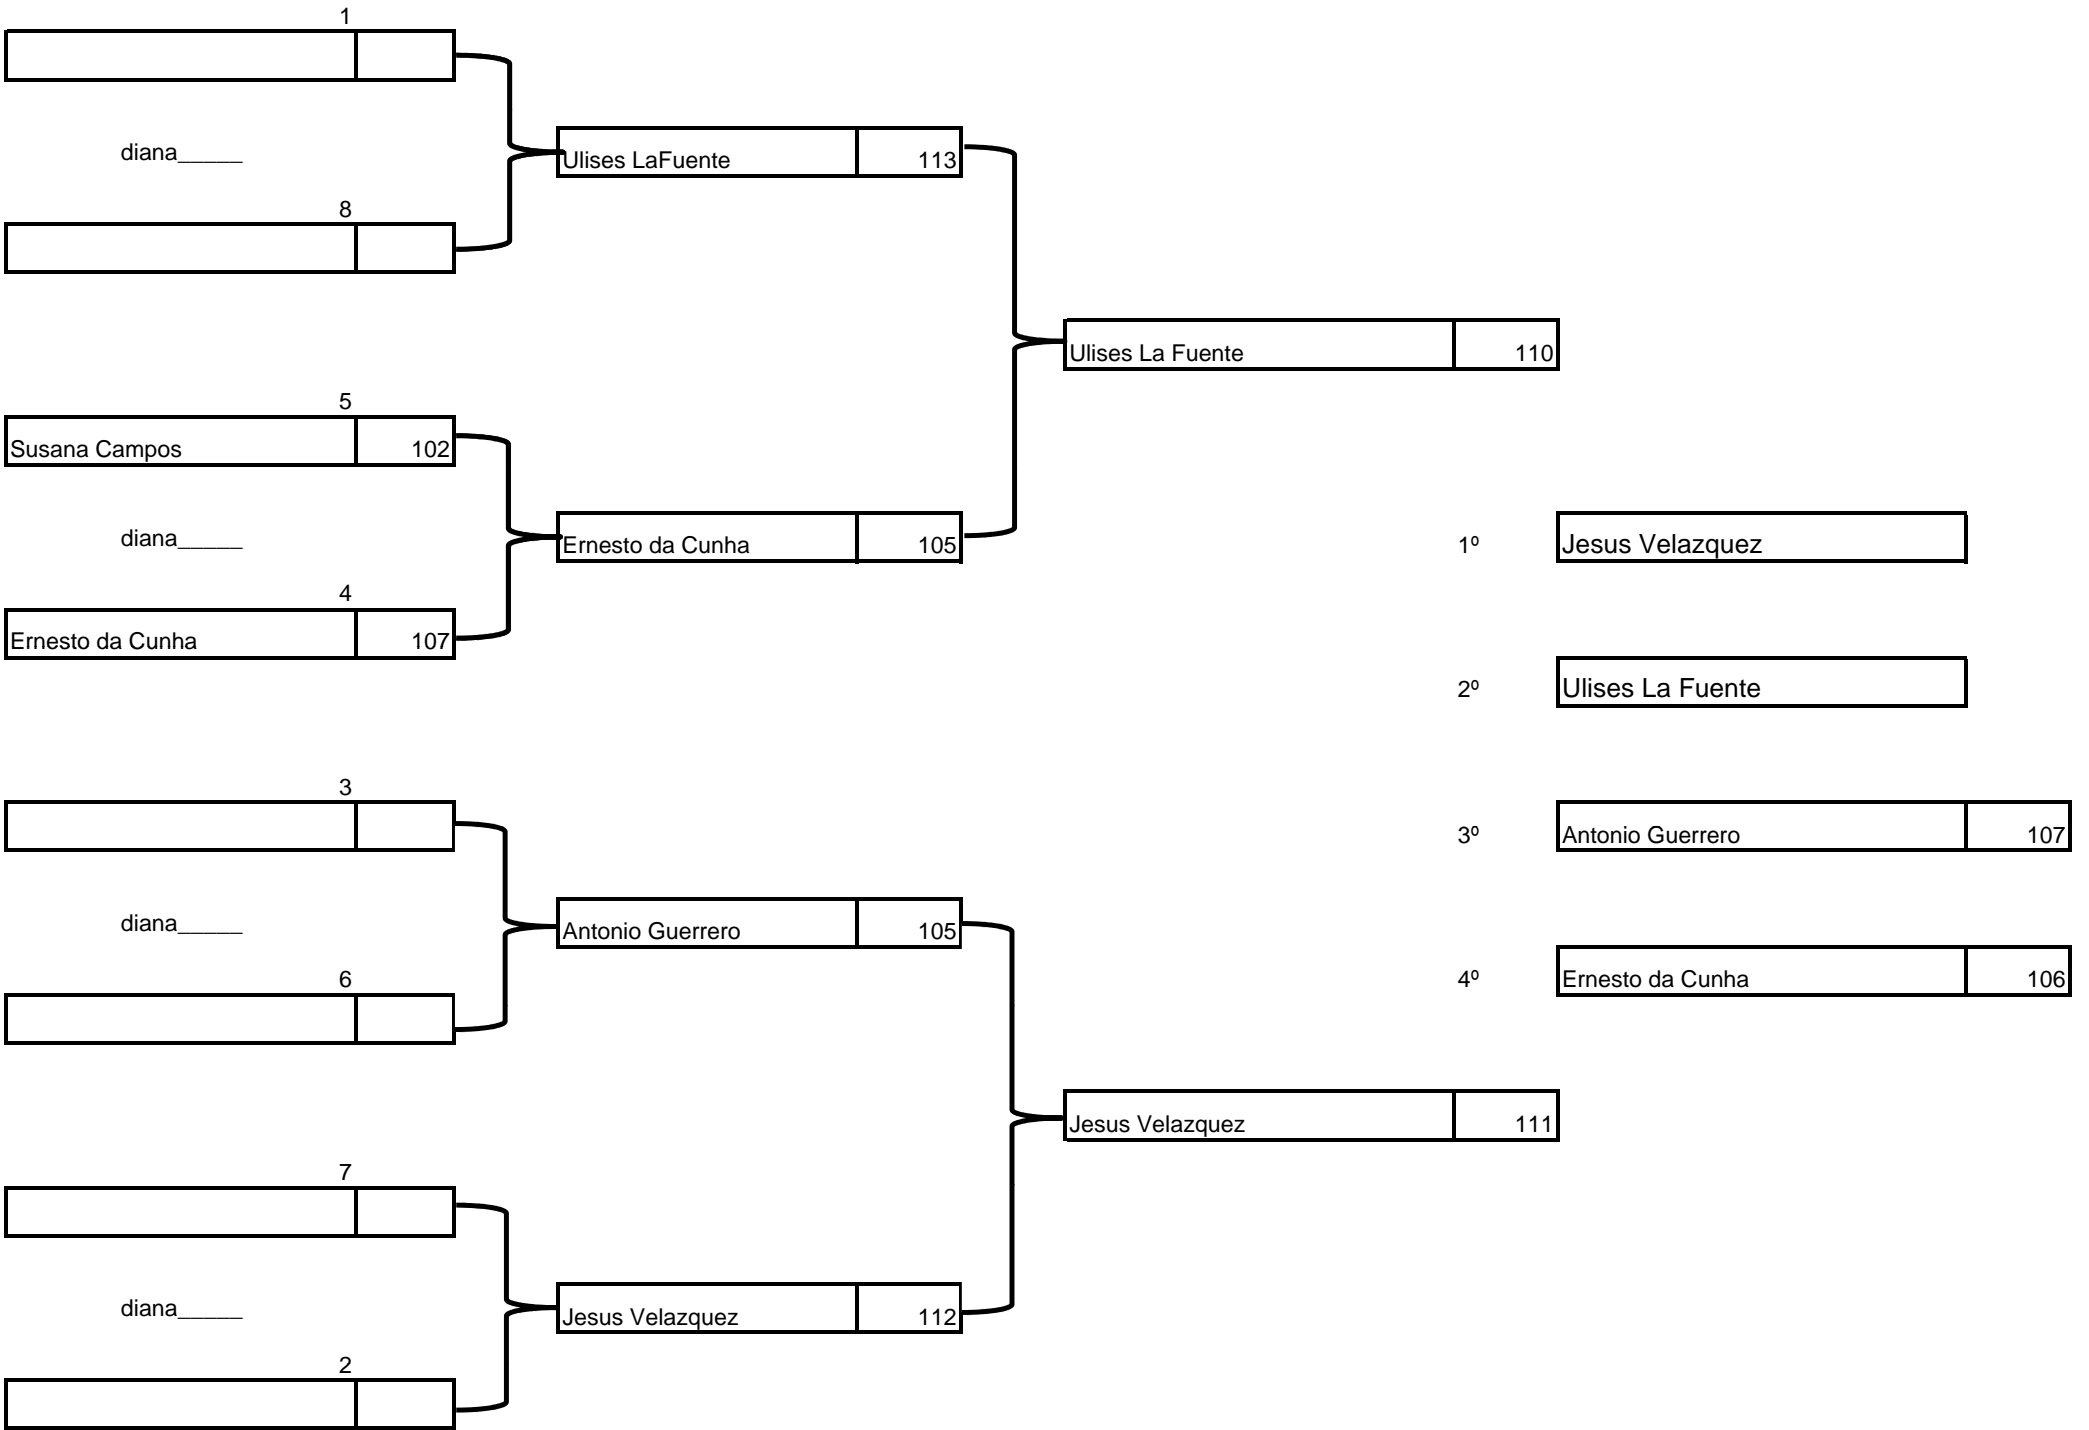 1
diana_____
Ulises LaFuente 113
8
Ulises La Fuente 110
5
Susana Campos 102
diana_____
Ernesto da Cunha 105
1º Jesus Velazquez
4
Ernesto da Cunha 107
2º Ulises La Fuente
3
3º Antonio Guerrero 107
diana_____
Antonio Guerrero 105
6
4º Ernesto da Cunha 106
Jesus Velazquez 111
7
diana_____
Jesus Velazquez 112
2